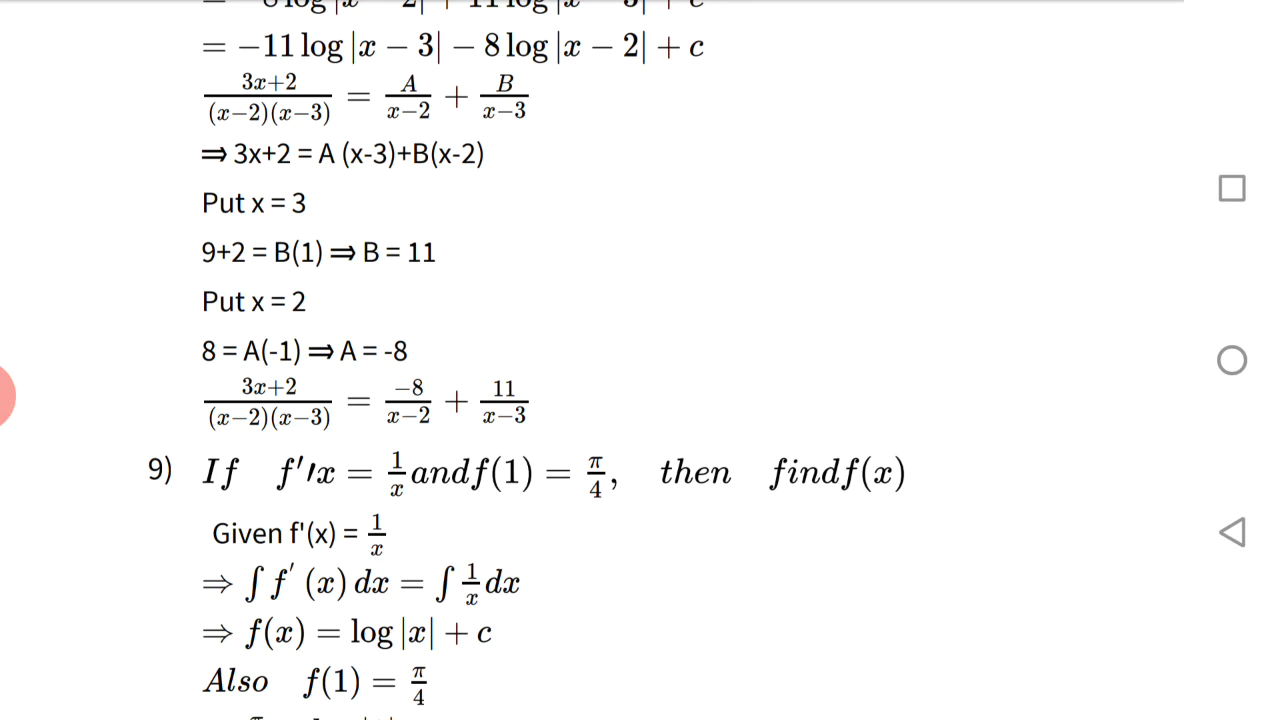 = −11 log |x − 3| − 8 log |x − 2| + c
3x+2/(x−2)(x−3) = A/x−2 + B/x−3
⇒ 3x+2 = A (x-3)+B(x-2)
Put x = 3
9+2 = B(1) ⇒ B = 11
Put x = 2
8 = A(-1) ⇒ A = -8
3x+2/(x−2)(x−3) = −8/x−2 + 11/x−3
9) If f′′x = 1/x andf(1) = π/4, then findf(x)
Given f'(x) = 1/x
⇒ ∫ f′ (x) dx = ∫ 1/x dx
⇒ f(x) = log |x| + c
Also f(1) = π/4